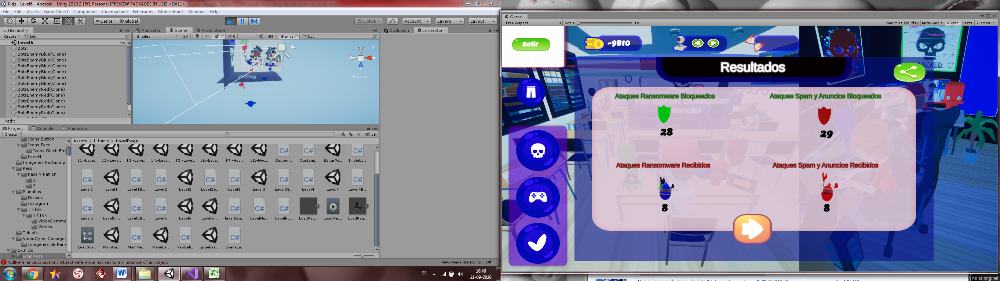 Kids - Level6 - Android - Unity 2019.2.15f1 Personal [PREVIEW PACKAGES IN USE] <DX11>
File Edit Assets GameObject Component Cinemachine Extensions Mobile Input Window Help
Center Global Collab Account Layers Layout
Hierarchy Animator Scene Asset Store Occlusion Inspector
Create bot Shaded 2D 0 Gizmos bot
Level6
Bots
BotsEnemyBlue(Clone)
BotsEnemyBlue(Clone)
BotsEnemyBlue(Clone)
BotsEnemyBlue(Clone)
BotsEnemyBlue(Clone)
BotsEnemyBlue(Clone)
BotsEnemyRed(Clone)
BotsEnemyRed(Clone)
BotsEnemyRed(Clone)
BotsEnemyRed(Clone)
BotsEnemyRed(Clone)
Path:
x
z
Persp
Project Console Animation
Create 16
Icons Button
Icons Face
Icons Glitch Ene
Level4
Imagenes Portada p
Pass
Pass y Patron
1
3
Plantillas
Discord
Instagram
TikTok
TikTok
VideoComme
Videos
Tablets
VideoCyberConsejos
Imagenes de Pane
1-Inicio
LoadPage
Assets > 1-Inicio > LoadPage
11.-Leve... 12.-Leve... 13.-Leve... 14.-Leve... 15.-Leve... 16.-Leve... 17.-Hoc... 18.-Hoc... Custom... Custom... EditarPe... InicioLo...
Level1 Level1 Level1B... Level2 Level2 Level2B... Level3 Level3 Level3B... Level4 Level4 Level4B...
Level5 Level5-... Level5B... Level6 Level6 Level6-... level6Ba... LevelHo... Levelho... LoadPag... LoadPag... LoadPag...
LoadSce... MainGa... MainMe... MenuLe... NewBeh... pruebas... SceneLo...
NullReferenceException: Object reference not set to an instance of an object
Auto Generate Lighting Off
ES 10:46
21-09-2020
Game
Free Aspect Scale 1x Maximize On Play Mute Audio VSync Stats Gizmos
Salir
-9810
HACKED
Resultados
Ataques Ransomware Bloqueados
28
Ataques Spam y Anuncios Bloqueados
29
Ataques Ransomware Recibidos
8
Ataques Spam y Anuncios Recibidos
8
no es original